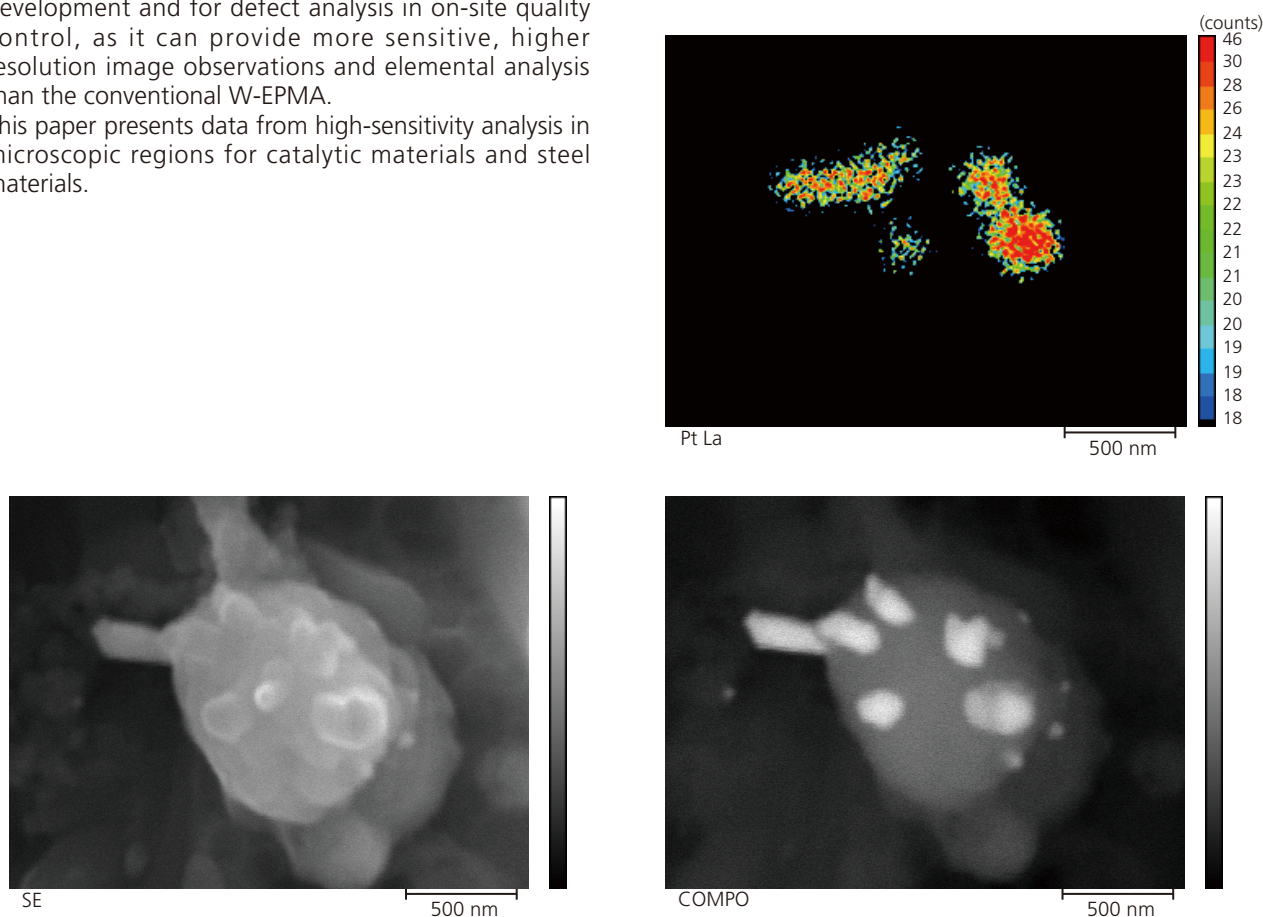 evelopment and for defect analysis in on-site quality
ontrol, as it can provide more sensitive, higher
esolution image observations and elemental analysis
han the conventional W-EPMA.
his paper presents data from high-sensitivity analysis in
icroscopic regions for catalytic materials and steel
aterials.
(counts)
46
30
28
26
24
23
23
22
22
21
21
20
20
19
19
18
18
Pt La
500 nm
SE
500 nm
COMPO
500 nm